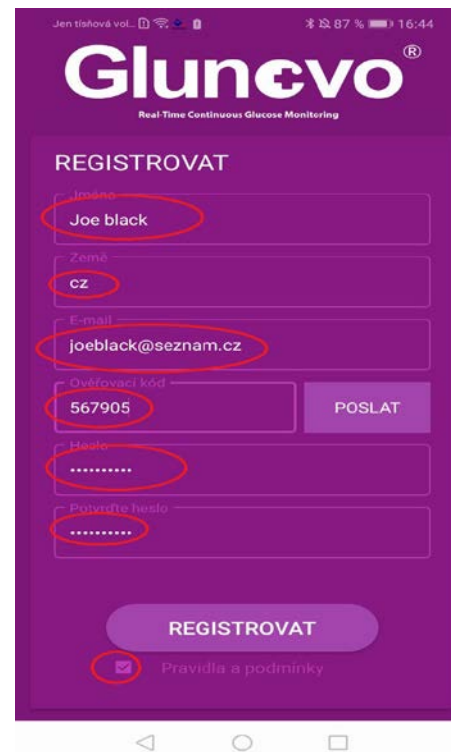 Jen tísňová vol... 87 % 16:44
Glunovo®
Real-Time Continuous Glucose Monitoring
REGISTROVAT
Jméno
Joe black
Země
cz
E-mail
joeblack@seznam.cz
Ověřovací kód
567905
POSLAT
Heslo
••••••••••
Potvrďte heslo
••••••••••
REGISTROVAT
Pravidla a podmínky